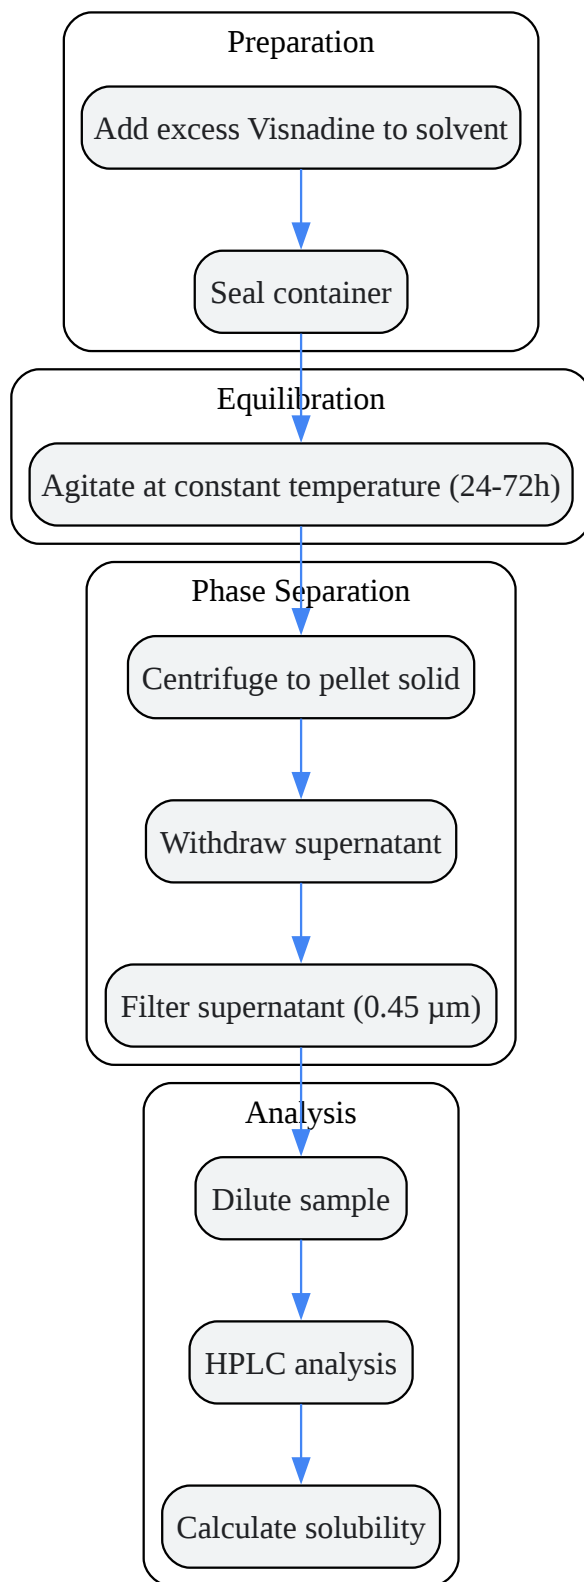 Preparation
Add excess Visnadine to solvent
Seal container
Equilibration
Agitate at constant temperature (24-72h)
Phase Separation
Centrifuge to pellet solid
Withdraw supernatant
Filter supernatant (0.45 µm)
Analysis
Dilute sample
HPLC analysis
Calculate solubility